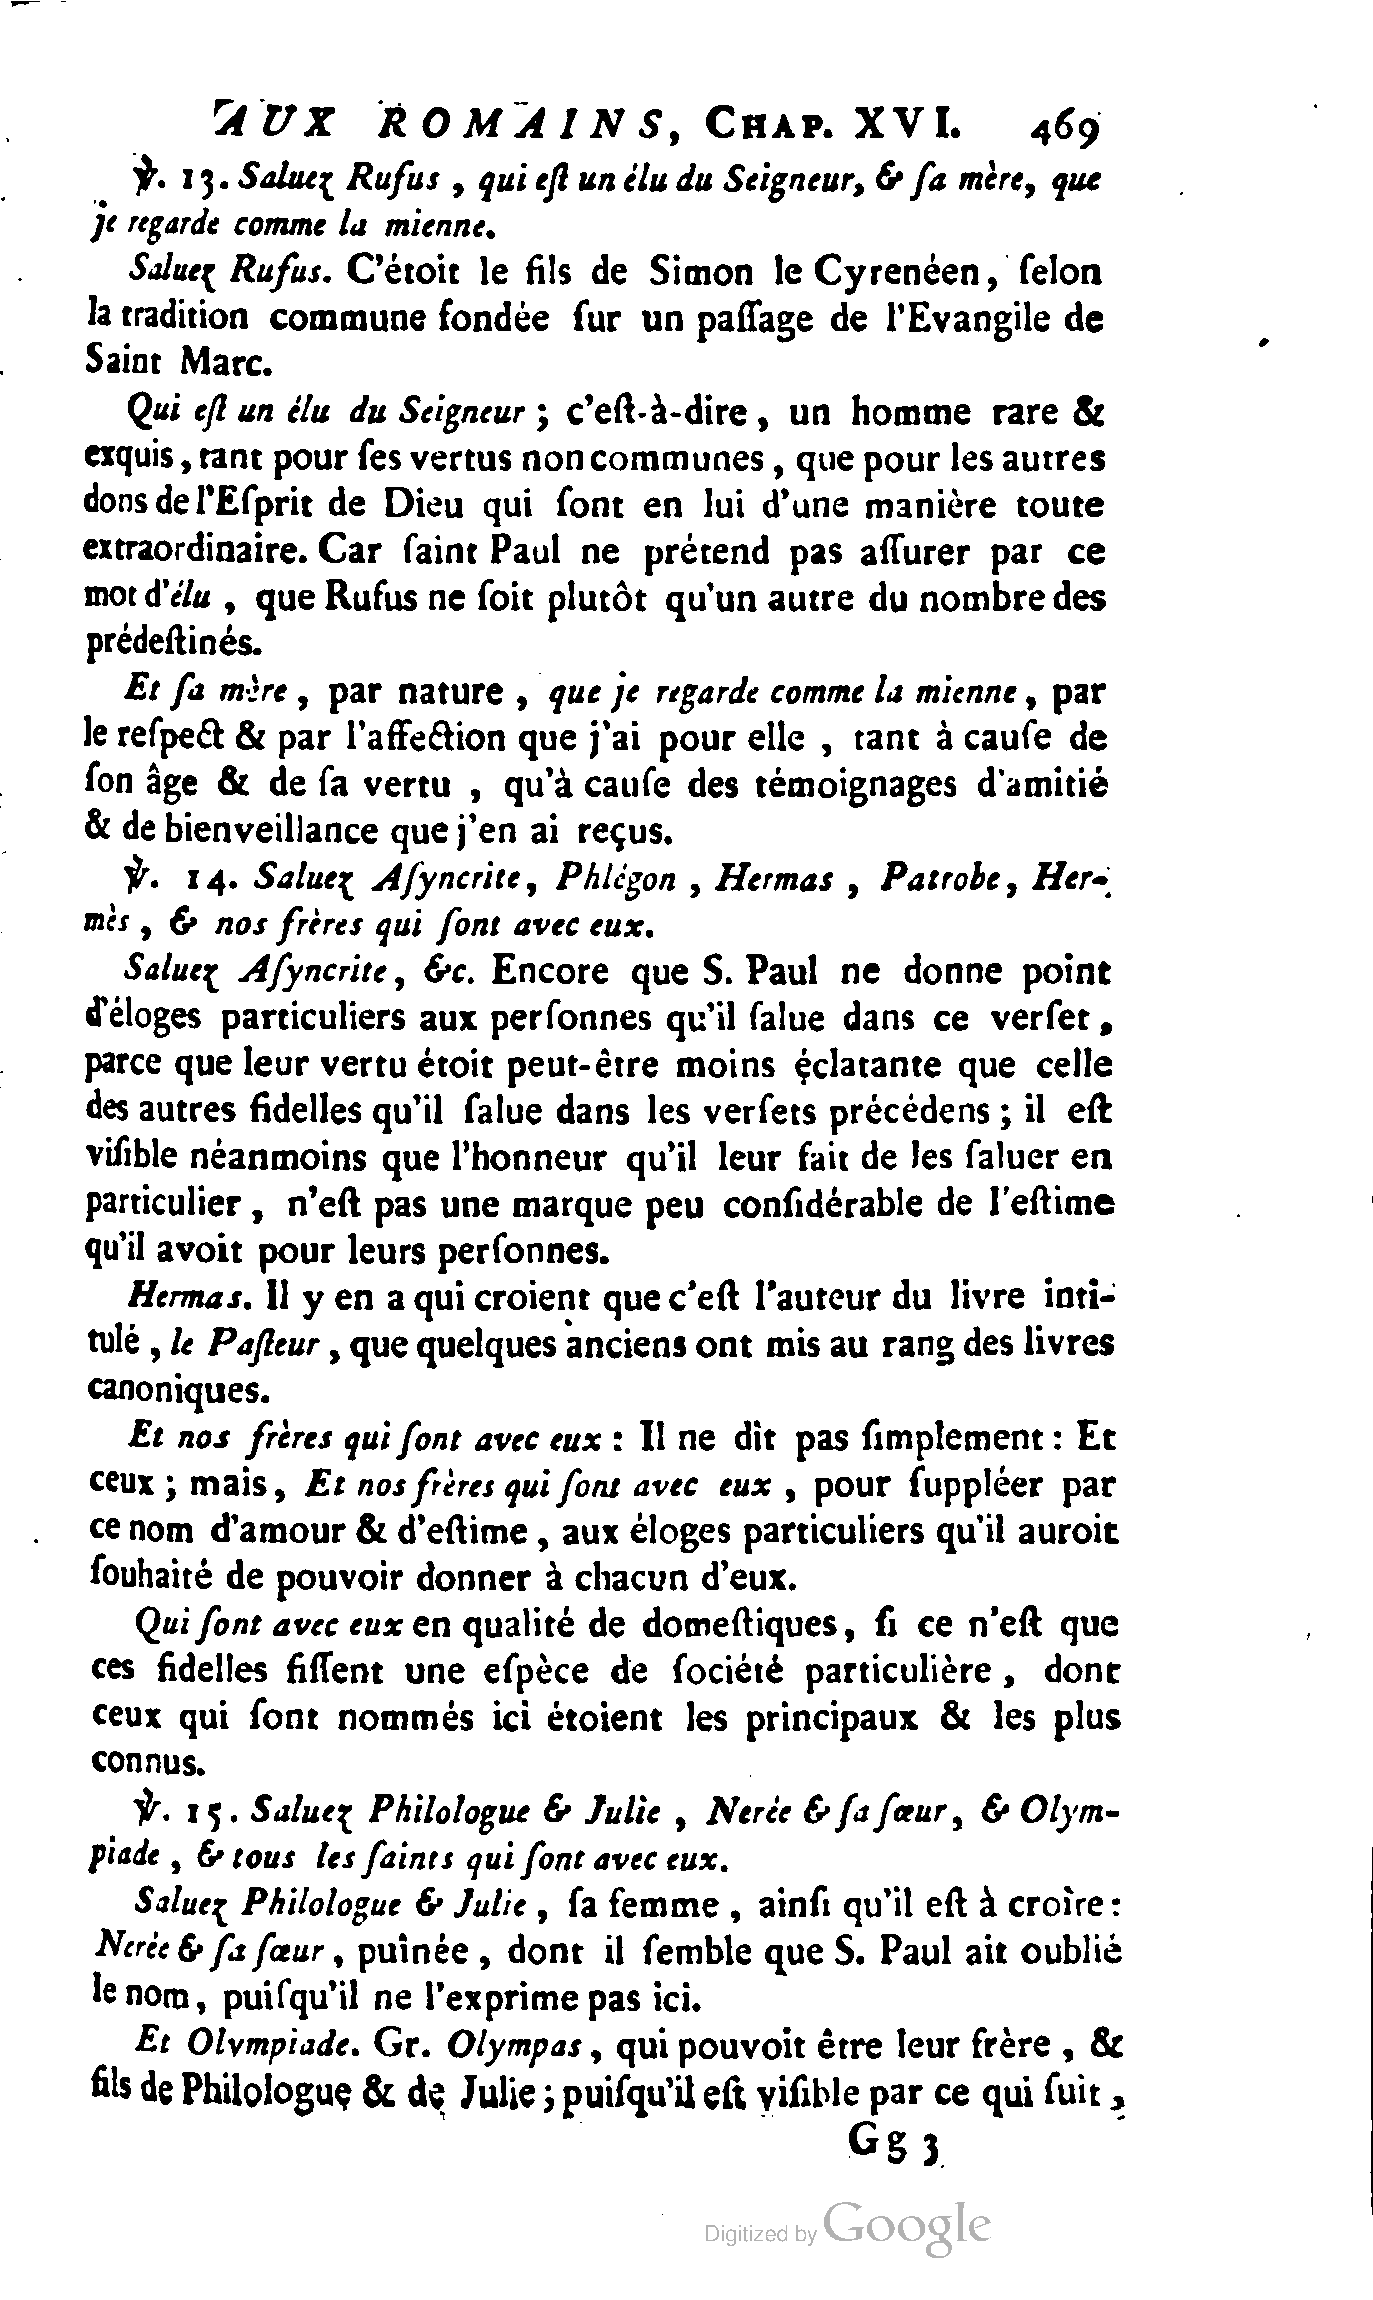 AUX ROMAINS, CHAP. XVI. 469
℣. 13. Saluez Rufus, qui eſt un élu du Seigneur, & ſa mère, que
je regarde comme la mienne.
Saluez Rufus. C'étoit le fils de Simon le Cyrenéen, ſelon
la tradition commune fondée ſur un paſſage de l'Evangile de
Saint Marc.
Qui eſt un élu du Seigneur ; c'eſt-à-dire, un homme rare &
exquis, tant pour ſes vertus non communes, que pour les autres
dons de l'Eſprit de Dieu qui ſont en lui d'une manière toute
extraordinaire. Car ſaint Paul ne prétend pas aſſurer par ce
mot d'élu, que Rufus ne ſoit plutôt qu'un autre du nombre des
prédeſtinés.
Et ſa mère, par nature, que je regarde comme la mienne, par
le reſpect & par l'affection que j'ai pour elle, tant à cauſe de
ſon âge & de ſa vertu, qu'à cauſe des témoignages d'amitié
& de bienveillance que j'en ai reçus.
℣. 14. Saluez Aſyncrite, Phlégon, Hermas, Patrobe, Her-
mès, & nos frères qui ſont avec eux.
Saluez Aſyncrite, &c. Encore que S. Paul ne donne point
d'éloges particuliers aux perſonnes qu'il ſalue dans ce verſet,
parce que leur vertu étoit peut-être moins éclatante que celle
des autres fidelles qu'il ſalue dans les verſets précédens ; il eſt
viſible néanmoins que l'honneur qu'il leur fait de les ſaluer en
particulier, n'eſt pas une marque peu conſidérable de l'eſtime
qu'il avoit pour leurs perſonnes.
Hermas. Il y en a qui croient que c'eſt l'auteur du livre inti-
tulé, le Paſteur, que quelques anciens ont mis au rang des livres
canoniques.
Et nos frères qui ſont avec eux : Il ne dit pas ſimplement : Et
ceux ; mais, Et nos frères qui ſont avec eux, pour ſuppléer par
ce nom d'amour & d'eſtime, aux éloges particuliers qu'il auroit
ſouhaité de pouvoir donner à chacun d'eux.
Qui ſont avec eux en qualité de domeſtiques, ſi ce n'eſt que
ces fidelles fiſſent une eſpèce de ſociété particulière, dont
ceux qui ſont nommés ici étoient les principaux & les plus
connus.
℣. 15. Saluez Philologue & Julie, Nerée & ſa ſœur, & Olym-
piade, & tous les ſaints qui ſont avec eux.
Saluez Philologue & Julie, ſa femme, ainſi qu'il eſt à croire :
Nerée & ſa ſœur, puînée, dont il ſemble que S. Paul ait oublié
le nom, puiſqu'il ne l'exprime pas ici.
Et Olympiade. Gr. Olympas, qui pouvoit être leur frère, &
fils de Philologue & de Julie ; puiſqu'il eſt viſible par ce qui ſuit,
Gg 3
Digitized by Google